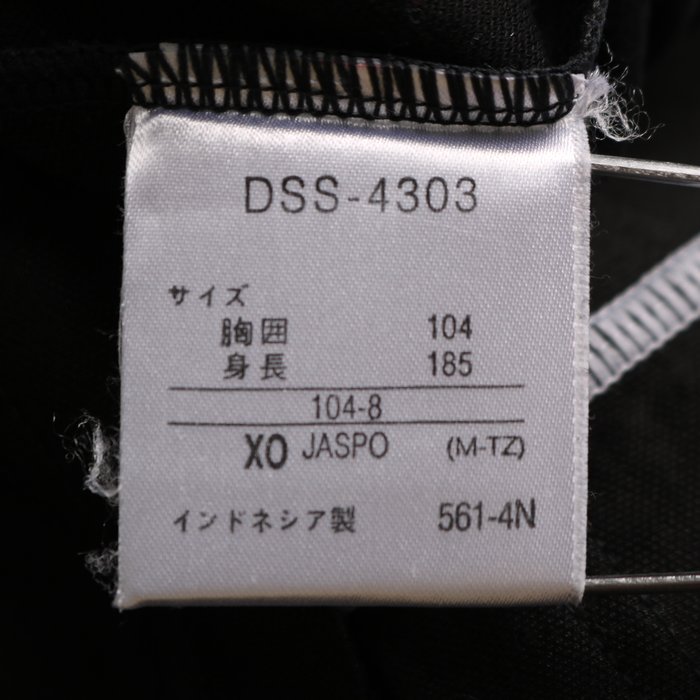 DSS-4303
サイズ
胸囲 104
身長 185
104-8
XO JASPO (M-TZ)
インドネシア製 561-4N